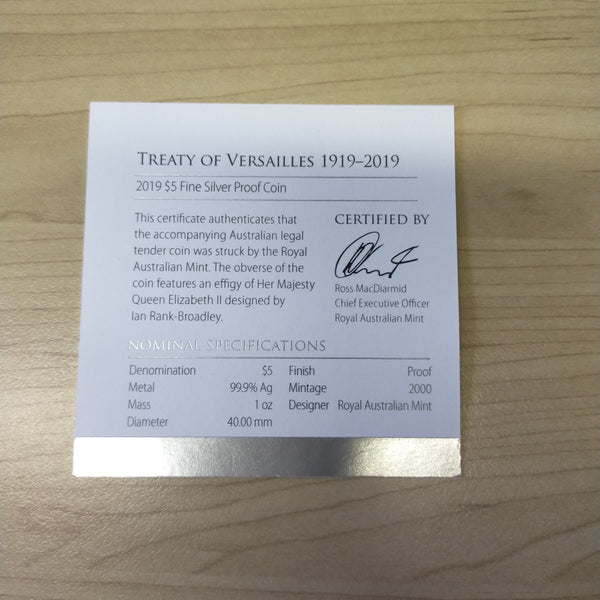 TREATY OF VERSAILLES 1919–2019
2019 $5 Fine Silver Proof Coin
This certificate authenticates that
the accompanying Australian legal
tender coin was struck by the Royal
Australian Mint. The obverse of the
coin features an effigy of Her Majesty
Queen Elizabeth II designed by
Ian Rank-Broadley.
CERTIFIED BY
Ross MacDiarmid
Chief Executive Officer
Royal Australian Mint
NOMINAL SPECIFICATIONS
Denomination $5 Finish Proof
Metal 99.9% Ag Mintage 2000
Mass 1 oz Designer Royal Australian Mint
Diameter 40.00 mm